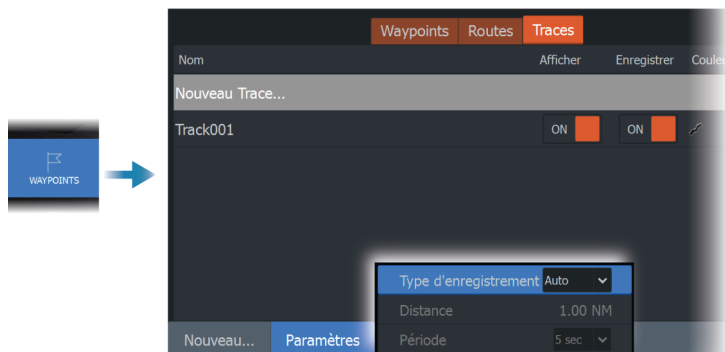 Waypoints Routes Traces
Nom Afficher Enregistrer
Nouveau Trace...
Track001 ON ON
WAYPOINTS
Type d'enregistrement Auto
Distance 1.00 NM
Nouveau... Paramètres Période 5 sec